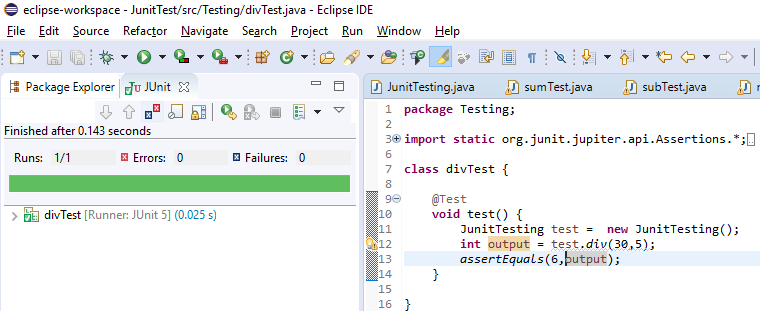 eclipse-workspace - JunitTest/src/Testing/divTest.java - Eclipse IDE
File Edit Source Refactor Navigate Search Project Run Window Help
Package Explorer JUnit
Finished after 0.143 seconds
Runs: 1/1 Errors: 0 Failures: 0
divTest [Runner: JUnit 5] (0.025 s)
JunitTesting.java sumTest.java subTest.java
1 package Testing;
2
3 import static org.junit.jupiter.api.Assertions.*;
6
7 class divTest {
8
9 @Test
10 void test() {
11 JunitTesting test =  new JunitTesting();
12 int output = test.div(30,5);
13 assertEquals(6,output);
14 }
15
16 }